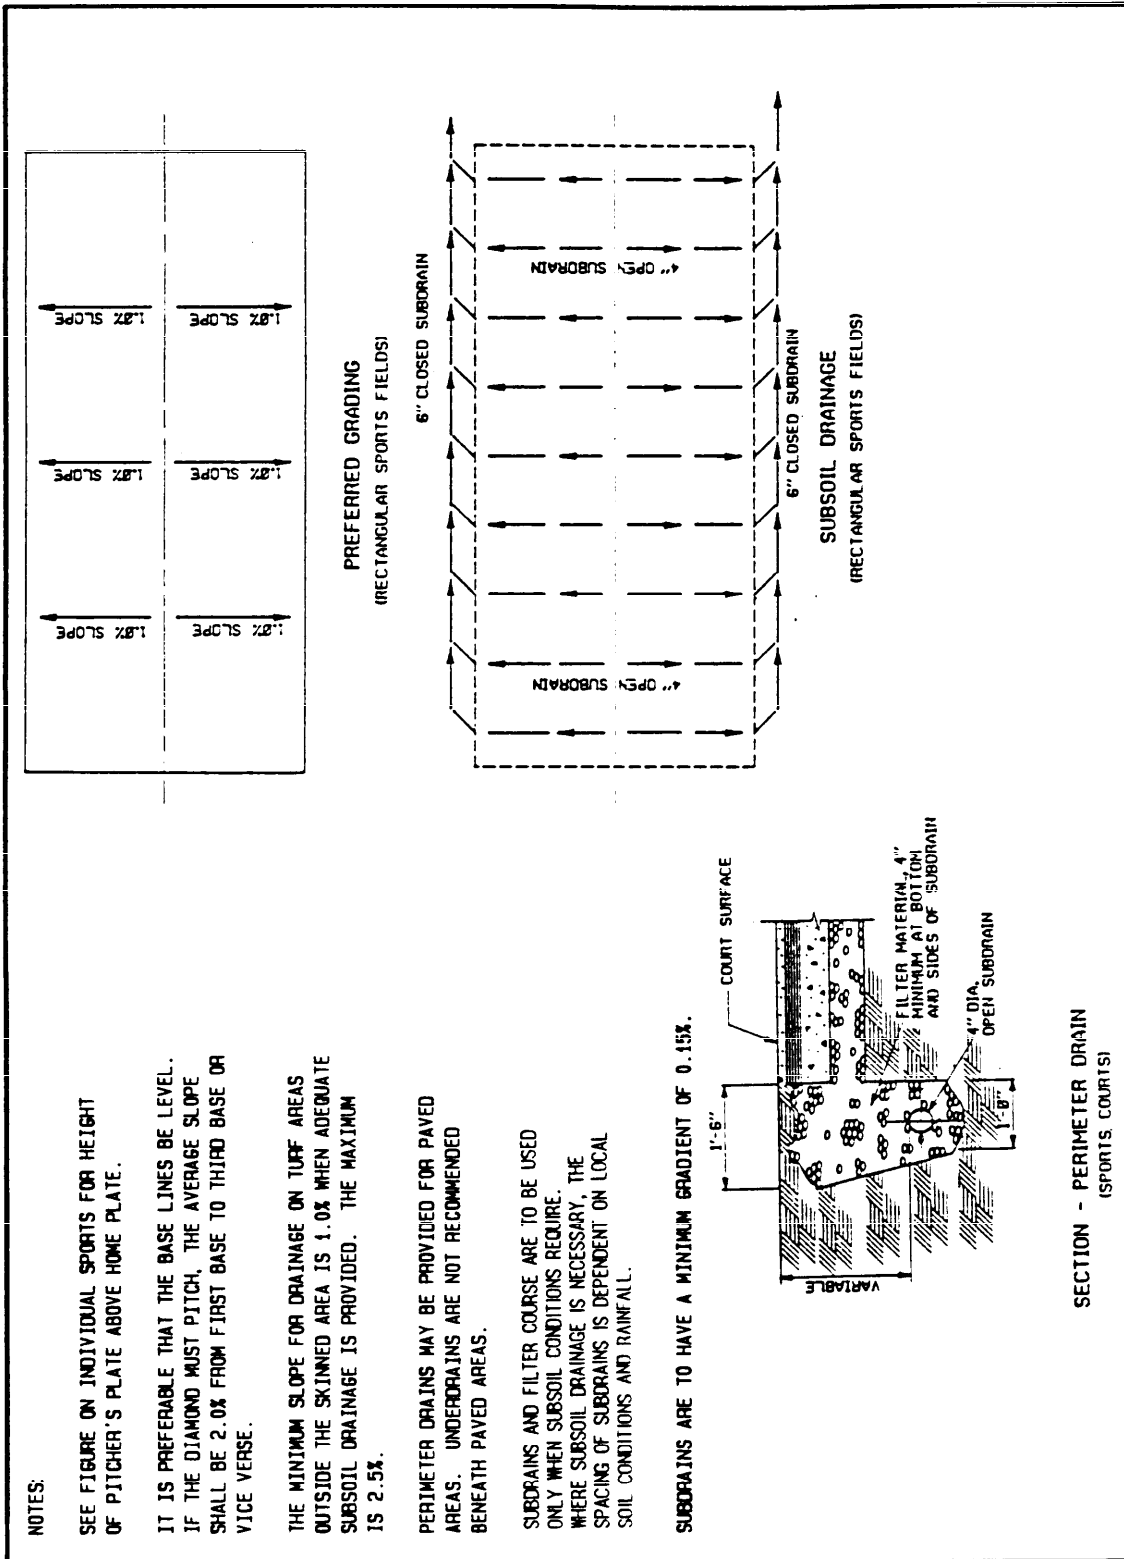 NOTES:
SEE FIGURE ON INDIVIDUAL SPORTS FOR HEIGHT
OF PITCHER'S PLATE ABOVE HOME PLATE.
IT IS PREFERABLE THAT THE BASE LINES BE LEVEL.
IF THE DIAMOND MUST PITCH, THE AVERAGE SLOPE
SHALL BE 2.0% FROM FIRST BASE TO THIRD BASE OR
VICE VERSE.
THE MINIMUM SLOPE FOR DRAINAGE ON TURF AREAS
OUTSIDE THE SKINNED AREA IS 1.0% WHEN ADEQUATE
SUBSOIL DRAINAGE IS PROVIDED. THE MAXIMUM
IS 2.5%.
PERIMETER DRAINS MAY BE PROVIDED FOR PAVED
AREAS. UNDERDRAINS ARE NOT RECOMMENDED
BENEATH PAVED AREAS.
SUBDRAINS AND FILTER COURSE ARE TO BE USED
ONLY WHEN SUBSOIL CONDITIONS REQUIRE.
WHERE SUBSOIL DRAINAGE IS NECESSARY, THE
SPACING OF SUBDRAINS IS DEPENDENT ON LOCAL
SOIL CONDITIONS AND RAINFALL.
SUBDRAINS ARE TO HAVE A MINIMUM GRADIENT OF 0.15%.
1.0% SLOPE
1.0% SLOPE
1.0% SLOPE
1.0% SLOPE
1.0% SLOPE
1.0% SLOPE
PREFERRED GRADING
(RECTANGULAR SPORTS FIELDS)
6" CLOSED SUBDRAIN
4" OPEN SUBDRAIN
4" OPEN SUBDRAIN
6" CLOSED SUBDRAIN
SUBSOIL DRAINAGE
(RECTANGULAR SPORTS FIELDS)
COURT SURFACE
1'-6"
VARIABLE
FILTER MATERIAL, 4"
MINIMUM AT BOTTOM
AND SIDES OF SUBDRAIN
4" DIA.
OPEN SUBDRAIN
1'-0"
SECTION - PERIMETER DRAIN
(SPORTS COURTS)